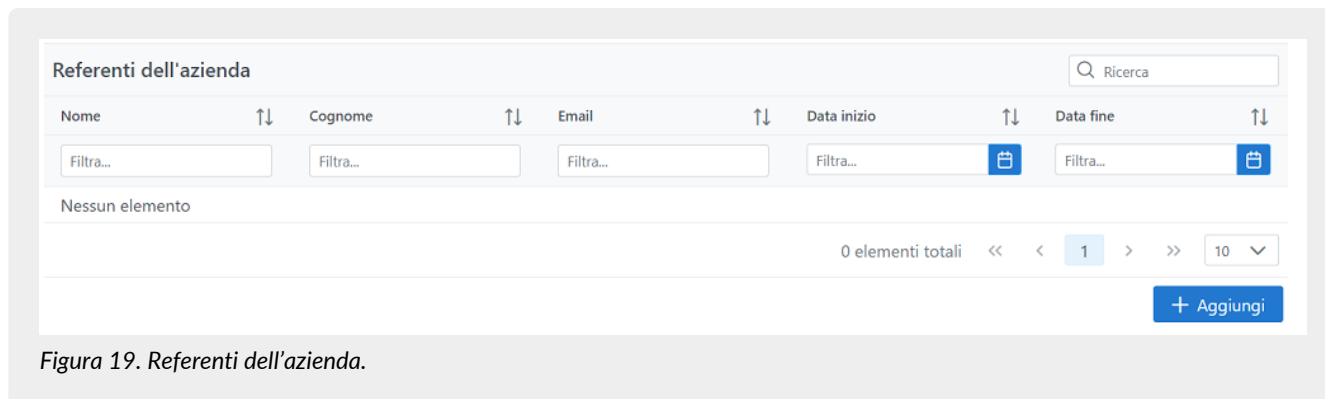 Referenti dell'azienda
Ricerca
Nome Cognome Email Data inizio Data fine
Filtra... Filtra... Filtra... Filtra... Filtra...
Nessun elemento
0 elementi totali << < 1 > >> 10
+ Aggiungi
Figura 19. Referenti dell’azienda.